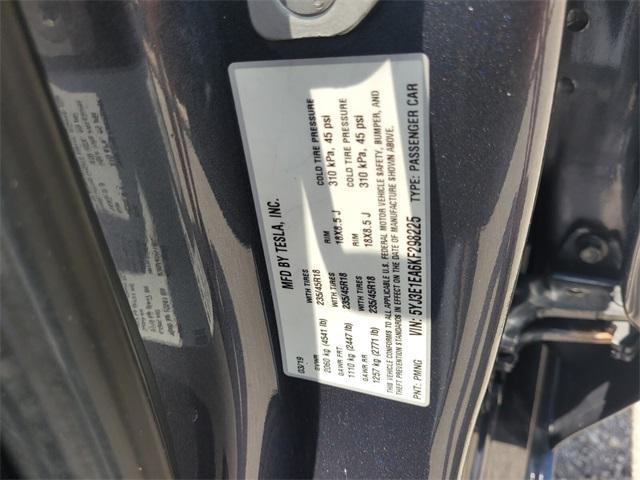 MFD BY TESLA, INC.
03/19
GVWR WITH TIRES RIM COLD TIRE PRESSURE
2060 kg (4541 lb) 235/45R18 18X8.5 J 310 kPa, 45 psi
GAWR FRT. WITH TIRES RIM COLD TIRE PRESSURE
1110 kg (2447 lb) 235/45R18 18X8.5 J 310 kPa, 45 psi
GAWR RR WITH TIRES
1257 kg (2771 lb) 235/45R18
THIS VEHICLE CONFORMS TO ALL APPLICABLE U.S. FEDERAL MOTOR VEHICLE SAFETY, BUMPER, AND
THEFT PREVENTION STANDARDS IN EFFECT ON THE DATE OF MANUFACTURE SHOWN ABOVE.
VIN: 5YJ3E1EA6KF298225 TYPE: PASSENGER CAR
PNT: PMNG